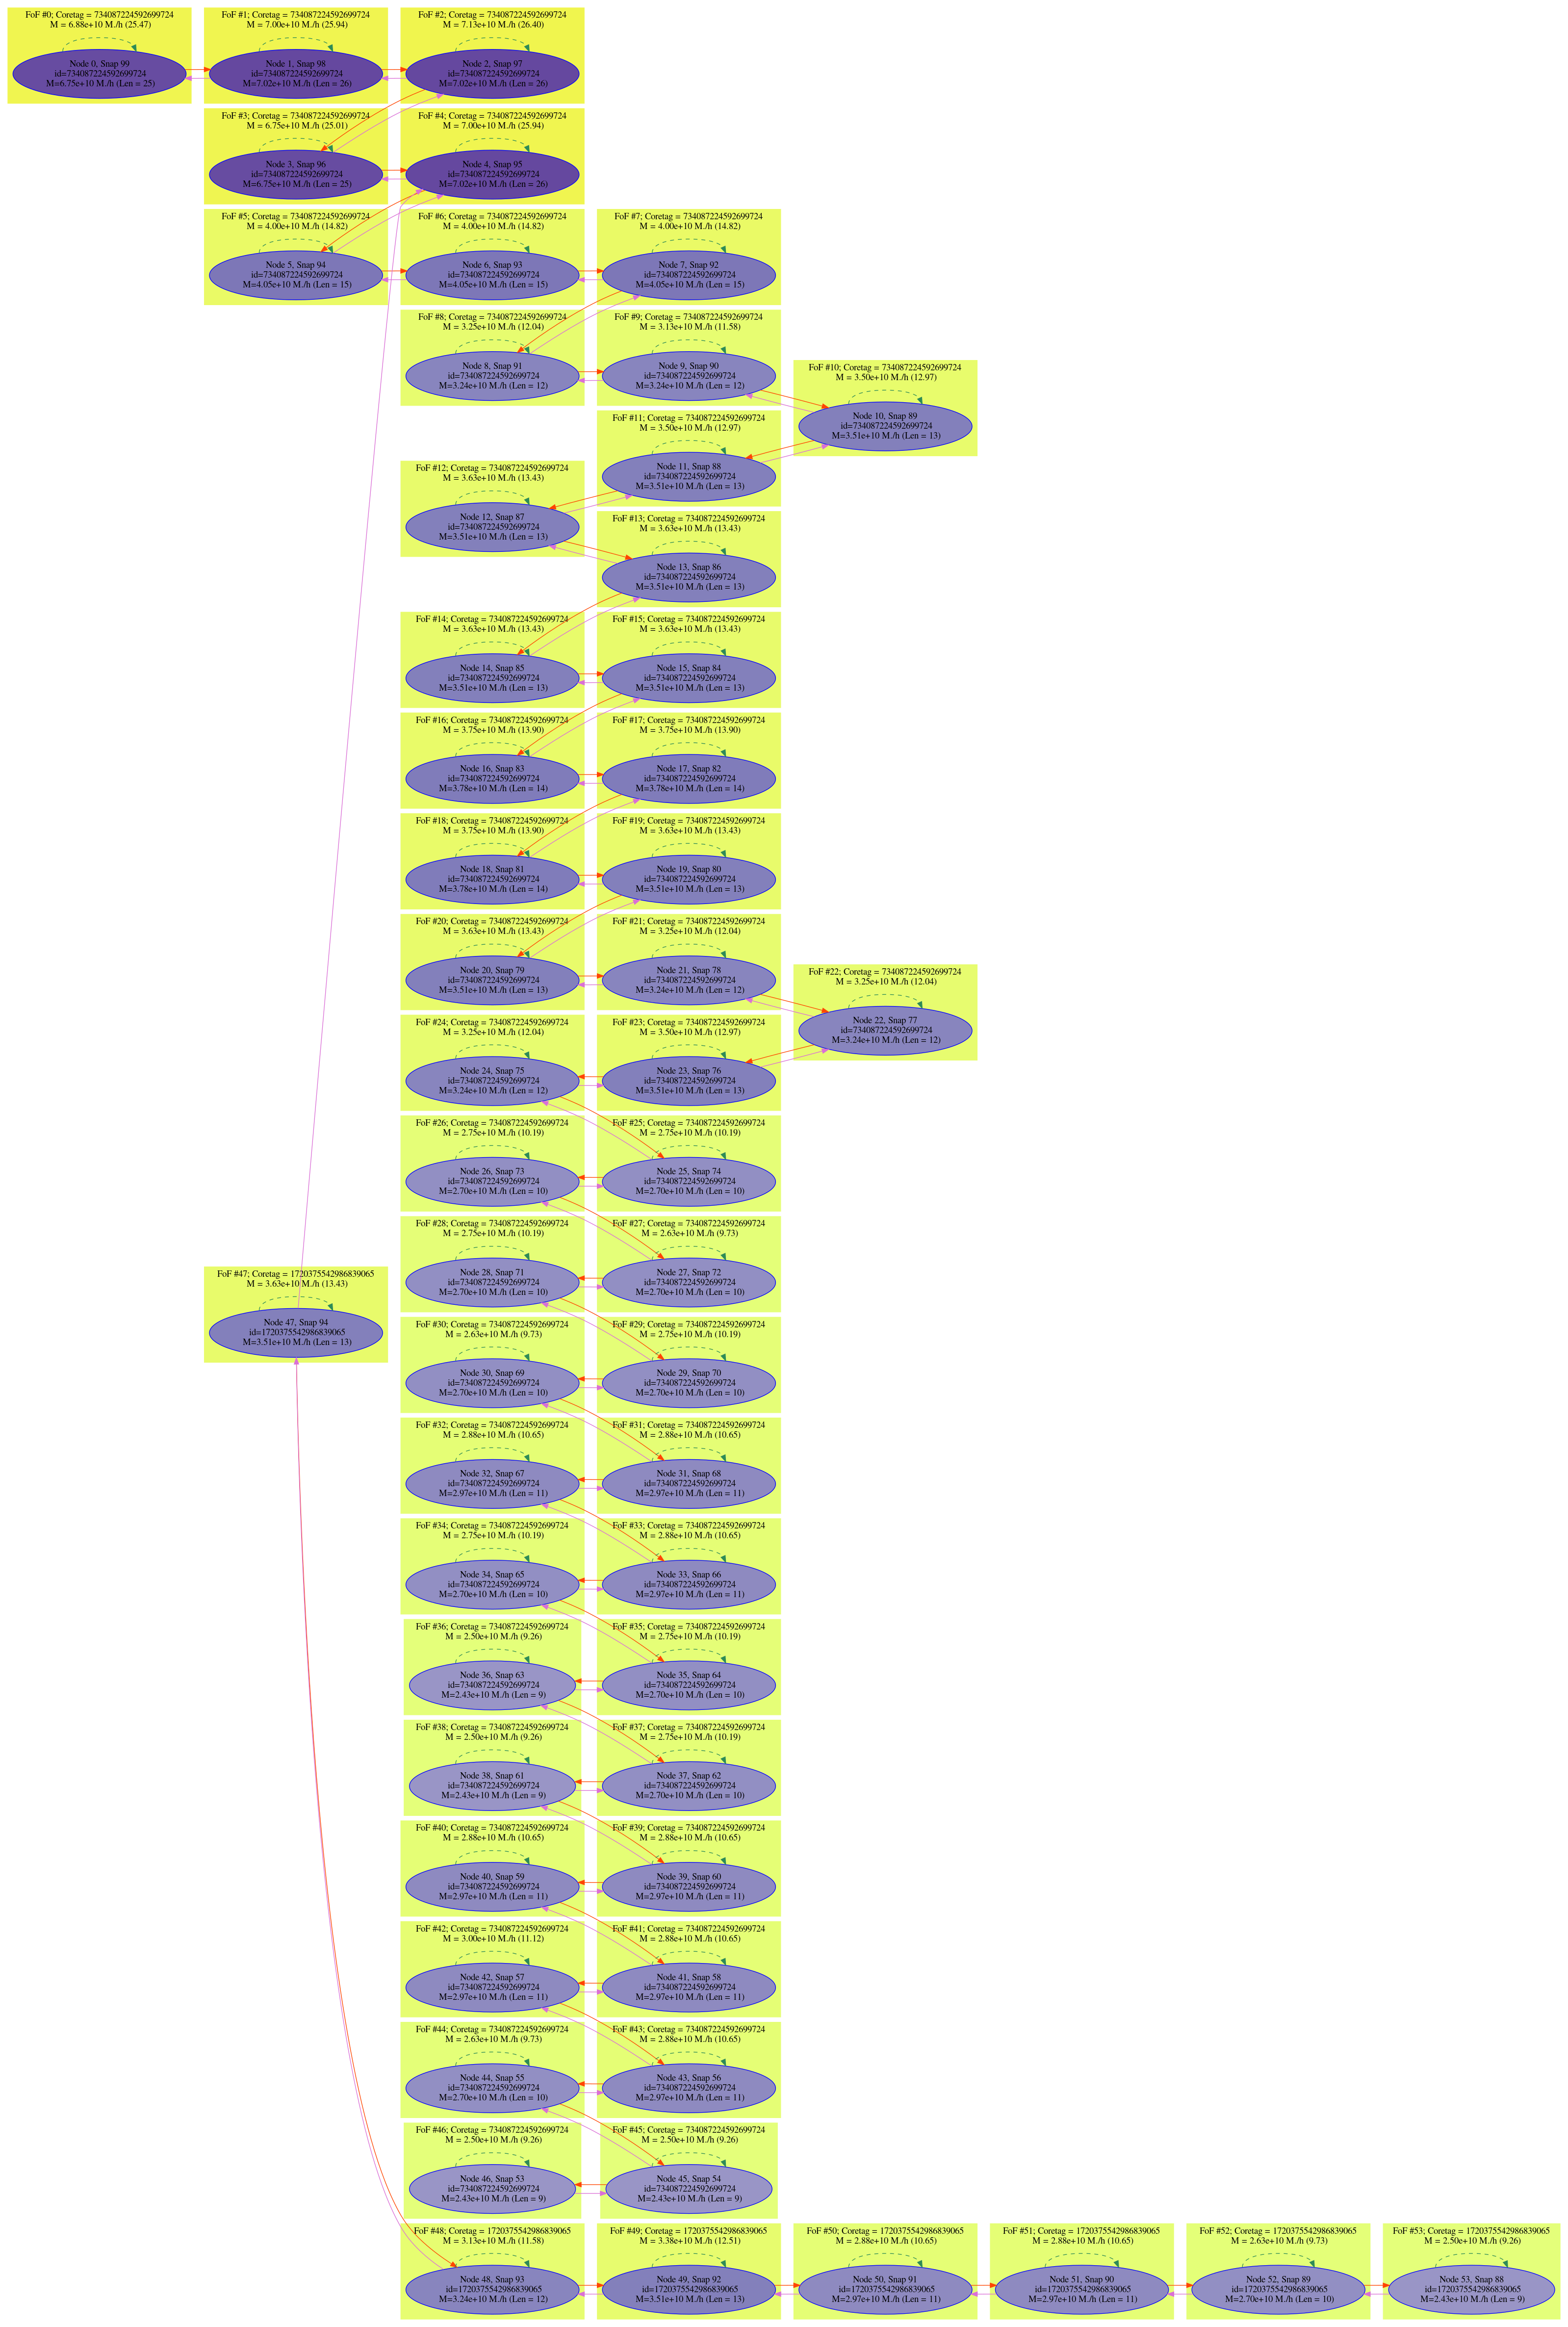 FoF #0; Coretag = 734087224592699724
M = 6.88e+10 M./h (25.47)
Node 0, Snap 99
id=734087224592699724
M=6.75e+10 M./h (Len = 25)
FoF #1; Coretag = 734087224592699724
M = 7.00e+10 M./h (25.94)
Node 1, Snap 98
id=734087224592699724
M=7.02e+10 M./h (Len = 26)
FoF #2; Coretag = 734087224592699724
M = 7.13e+10 M./h (26.40)
Node 2, Snap 97
id=734087224592699724
M=7.02e+10 M./h (Len = 26)
FoF #3; Coretag = 734087224592699724
M = 6.75e+10 M./h (25.01)
Node 3, Snap 96
id=734087224592699724
M=6.75e+10 M./h (Len = 25)
FoF #4; Coretag = 734087224592699724
M = 7.00e+10 M./h (25.94)
Node 4, Snap 95
id=734087224592699724
M=7.02e+10 M./h (Len = 26)
FoF #5; Coretag = 734087224592699724
M = 4.00e+10 M./h (14.82)
Node 5, Snap 94
id=734087224592699724
M=4.05e+10 M./h (Len = 15)
FoF #6; Coretag = 734087224592699724
M = 4.00e+10 M./h (14.82)
Node 6, Snap 93
id=734087224592699724
M=4.05e+10 M./h (Len = 15)
FoF #7; Coretag = 734087224592699724
M = 4.00e+10 M./h (14.82)
Node 7, Snap 92
id=734087224592699724
M=4.05e+10 M./h (Len = 15)
FoF #8; Coretag = 734087224592699724
M = 3.25e+10 M./h (12.04)
Node 8, Snap 91
id=734087224592699724
M=3.24e+10 M./h (Len = 12)
FoF #9; Coretag = 734087224592699724
M = 3.13e+10 M./h (11.58)
Node 9, Snap 90
id=734087224592699724
M=3.24e+10 M./h (Len = 12)
FoF #10; Coretag = 734087224592699724
M = 3.50e+10 M./h (12.97)
Node 10, Snap 89
id=734087224592699724
M=3.51e+10 M./h (Len = 13)
FoF #11; Coretag = 734087224592699724
M = 3.50e+10 M./h (12.97)
Node 11, Snap 88
id=734087224592699724
M=3.51e+10 M./h (Len = 13)
FoF #12; Coretag = 734087224592699724
M = 3.63e+10 M./h (13.43)
Node 12, Snap 87
id=734087224592699724
M=3.51e+10 M./h (Len = 13)
FoF #13; Coretag = 734087224592699724
M = 3.63e+10 M./h (13.43)
Node 13, Snap 86
id=734087224592699724
M=3.51e+10 M./h (Len = 13)
FoF #14; Coretag = 734087224592699724
M = 3.63e+10 M./h (13.43)
Node 14, Snap 85
id=734087224592699724
M=3.51e+10 M./h (Len = 13)
FoF #15; Coretag = 734087224592699724
M = 3.63e+10 M./h (13.43)
Node 15, Snap 84
id=734087224592699724
M=3.51e+10 M./h (Len = 13)
FoF #16; Coretag = 734087224592699724
M = 3.75e+10 M./h (13.90)
Node 16, Snap 83
id=734087224592699724
M=3.78e+10 M./h (Len = 14)
FoF #17; Coretag = 734087224592699724
M = 3.75e+10 M./h (13.90)
Node 17, Snap 82
id=734087224592699724
M=3.78e+10 M./h (Len = 14)
FoF #18; Coretag = 734087224592699724
M = 3.75e+10 M./h (13.90)
Node 18, Snap 81
id=734087224592699724
M=3.78e+10 M./h (Len = 14)
FoF #19; Coretag = 734087224592699724
M = 3.63e+10 M./h (13.43)
Node 19, Snap 80
id=734087224592699724
M=3.51e+10 M./h (Len = 13)
FoF #20; Coretag = 734087224592699724
M = 3.63e+10 M./h (13.43)
Node 20, Snap 79
id=734087224592699724
M=3.51e+10 M./h (Len = 13)
FoF #21; Coretag = 734087224592699724
M = 3.25e+10 M./h (12.04)
Node 21, Snap 78
id=734087224592699724
M=3.24e+10 M./h (Len = 12)
FoF #22; Coretag = 734087224592699724
M = 3.25e+10 M./h (12.04)
Node 22, Snap 77
id=734087224592699724
M=3.24e+10 M./h (Len = 12)
FoF #24; Coretag = 734087224592699724
M = 3.25e+10 M./h (12.04)
Node 24, Snap 75
id=734087224592699724
M=3.24e+10 M./h (Len = 12)
FoF #23; Coretag = 734087224592699724
M = 3.50e+10 M./h (12.97)
Node 23, Snap 76
id=734087224592699724
M=3.51e+10 M./h (Len = 13)
FoF #26; Coretag = 734087224592699724
M = 2.75e+10 M./h (10.19)
Node 26, Snap 73
id=734087224592699724
M=2.70e+10 M./h (Len = 10)
FoF #25; Coretag = 734087224592699724
M = 2.75e+10 M./h (10.19)
Node 25, Snap 74
id=734087224592699724
M=2.70e+10 M./h (Len = 10)
FoF #28; Coretag = 734087224592699724
M = 2.75e+10 M./h (10.19)
Node 28, Snap 71
id=734087224592699724
M=2.70e+10 M./h (Len = 10)
FoF #27; Coretag = 734087224592699724
M = 2.63e+10 M./h (9.73)
Node 27, Snap 72
id=734087224592699724
M=2.70e+10 M./h (Len = 10)
FoF #47; Coretag = 1720375542986839065
M = 3.63e+10 M./h (13.43)
Node 47, Snap 94
id=1720375542986839065
M=3.51e+10 M./h (Len = 13)
FoF #30; Coretag = 734087224592699724
M = 2.63e+10 M./h (9.73)
Node 30, Snap 69
id=734087224592699724
M=2.70e+10 M./h (Len = 10)
FoF #29; Coretag = 734087224592699724
M = 2.75e+10 M./h (10.19)
Node 29, Snap 70
id=734087224592699724
M=2.70e+10 M./h (Len = 10)
FoF #32; Coretag = 734087224592699724
M = 2.88e+10 M./h (10.65)
Node 32, Snap 67
id=734087224592699724
M=2.97e+10 M./h (Len = 11)
FoF #31; Coretag = 734087224592699724
M = 2.88e+10 M./h (10.65)
Node 31, Snap 68
id=734087224592699724
M=2.97e+10 M./h (Len = 11)
FoF #34; Coretag = 734087224592699724
M = 2.75e+10 M./h (10.19)
Node 34, Snap 65
id=734087224592699724
M=2.70e+10 M./h (Len = 10)
FoF #33; Coretag = 734087224592699724
M = 2.88e+10 M./h (10.65)
Node 33, Snap 66
id=734087224592699724
M=2.97e+10 M./h (Len = 11)
FoF #36; Coretag = 734087224592699724
M = 2.50e+10 M./h (9.26)
Node 36, Snap 63
id=734087224592699724
M=2.43e+10 M./h (Len = 9)
FoF #35; Coretag = 734087224592699724
M = 2.75e+10 M./h (10.19)
Node 35, Snap 64
id=734087224592699724
M=2.70e+10 M./h (Len = 10)
FoF #38; Coretag = 734087224592699724
M = 2.50e+10 M./h (9.26)
Node 38, Snap 61
id=734087224592699724
M=2.43e+10 M./h (Len = 9)
FoF #37; Coretag = 734087224592699724
M = 2.75e+10 M./h (10.19)
Node 37, Snap 62
id=734087224592699724
M=2.70e+10 M./h (Len = 10)
FoF #40; Coretag = 734087224592699724
M = 2.88e+10 M./h (10.65)
Node 40, Snap 59
id=734087224592699724
M=2.97e+10 M./h (Len = 11)
FoF #39; Coretag = 734087224592699724
M = 2.88e+10 M./h (10.65)
Node 39, Snap 60
id=734087224592699724
M=2.97e+10 M./h (Len = 11)
FoF #42; Coretag = 734087224592699724
M = 3.00e+10 M./h (11.12)
Node 42, Snap 57
id=734087224592699724
M=2.97e+10 M./h (Len = 11)
FoF #41; Coretag = 734087224592699724
M = 2.88e+10 M./h (10.65)
Node 41, Snap 58
id=734087224592699724
M=2.97e+10 M./h (Len = 11)
FoF #44; Coretag = 734087224592699724
M = 2.63e+10 M./h (9.73)
Node 44, Snap 55
id=734087224592699724
M=2.70e+10 M./h (Len = 10)
FoF #43; Coretag = 734087224592699724
M = 2.88e+10 M./h (10.65)
Node 43, Snap 56
id=734087224592699724
M=2.97e+10 M./h (Len = 11)
FoF #46; Coretag = 734087224592699724
M = 2.50e+10 M./h (9.26)
Node 46, Snap 53
id=734087224592699724
M=2.43e+10 M./h (Len = 9)
FoF #45; Coretag = 734087224592699724
M = 2.50e+10 M./h (9.26)
Node 45, Snap 54
id=734087224592699724
M=2.43e+10 M./h (Len = 9)
FoF #48; Coretag = 1720375542986839065
M = 3.13e+10 M./h (11.58)
Node 48, Snap 93
id=1720375542986839065
M=3.24e+10 M./h (Len = 12)
FoF #49; Coretag = 1720375542986839065
M = 3.38e+10 M./h (12.51)
Node 49, Snap 92
id=1720375542986839065
M=3.51e+10 M./h (Len = 13)
FoF #50; Coretag = 1720375542986839065
M = 2.88e+10 M./h (10.65)
Node 50, Snap 91
id=1720375542986839065
M=2.97e+10 M./h (Len = 11)
FoF #51; Coretag = 1720375542986839065
M = 2.88e+10 M./h (10.65)
Node 51, Snap 90
id=1720375542986839065
M=2.97e+10 M./h (Len = 11)
FoF #52; Coretag = 1720375542986839065
M = 2.63e+10 M./h (9.73)
Node 52, Snap 89
id=1720375542986839065
M=2.70e+10 M./h (Len = 10)
FoF #53; Coretag = 1720375542986839065
M = 2.50e+10 M./h (9.26)
Node 53, Snap 88
id=1720375542986839065
M=2.43e+10 M./h (Len = 9)